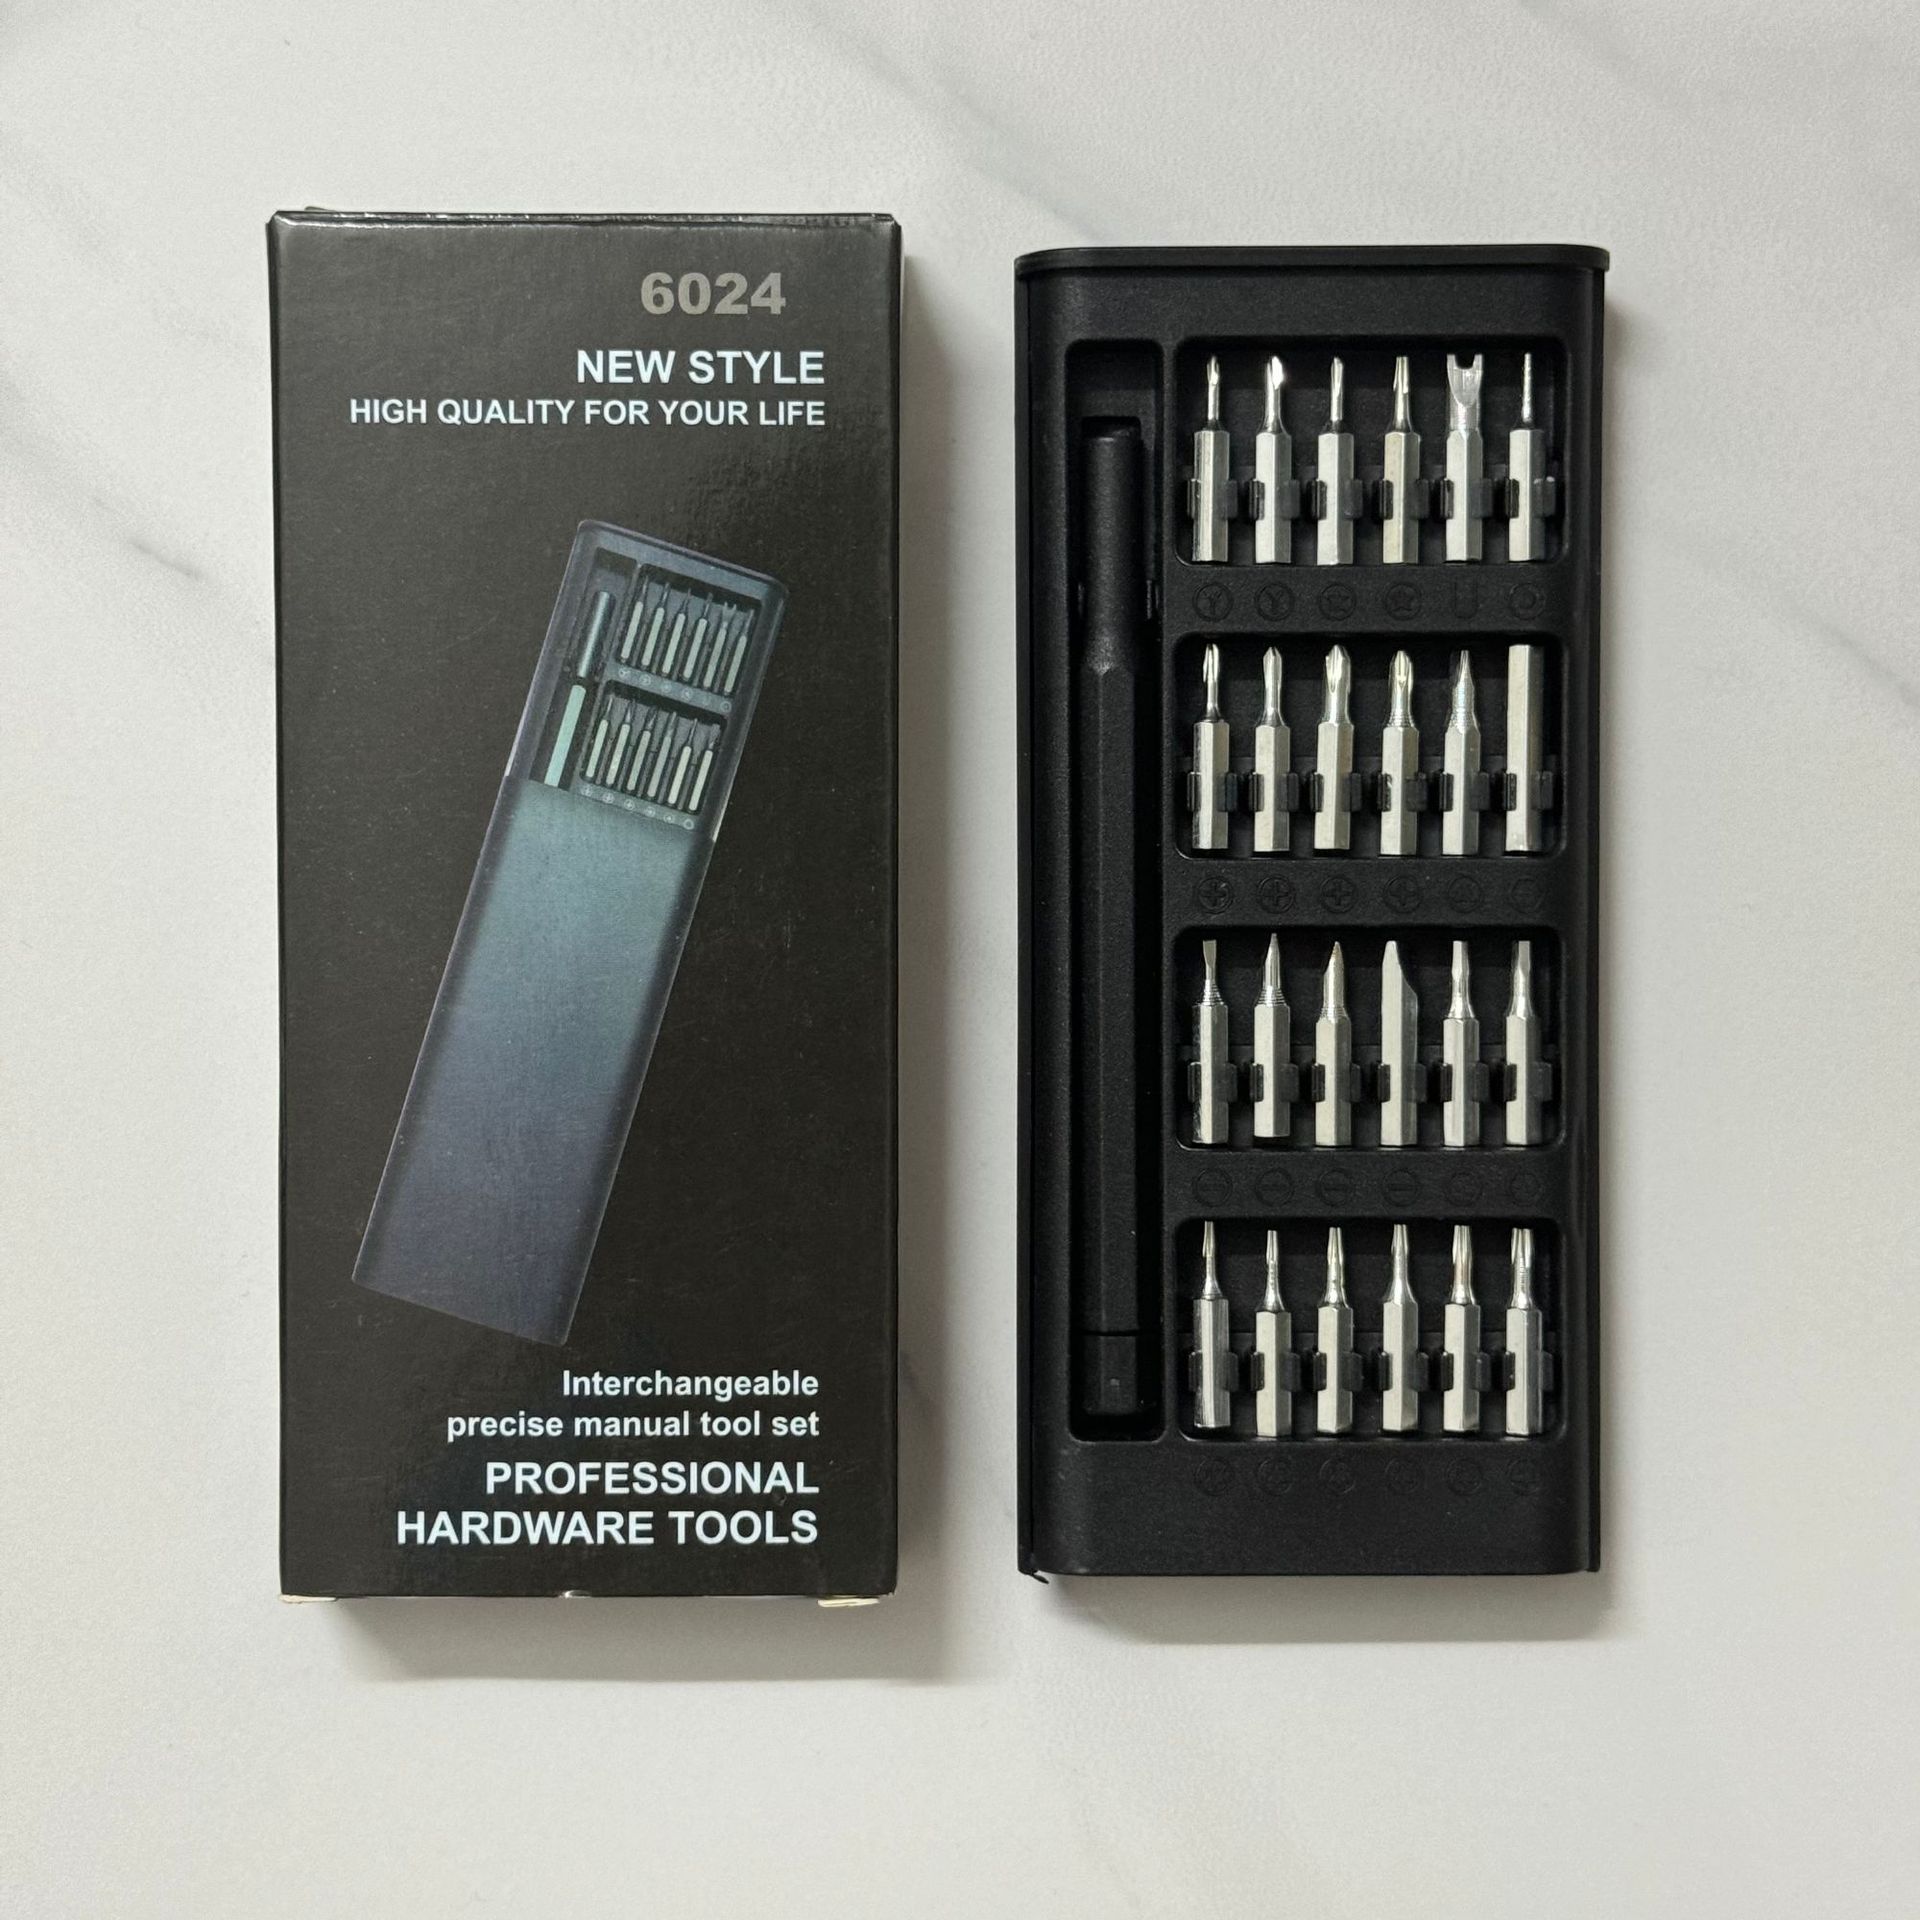 6024
NEW STYLE
HIGH QUALITY FOR YOUR LIFE
Interchangeable
precise manual tool set
PROFESSIONAL
HARDWARE TOOLS